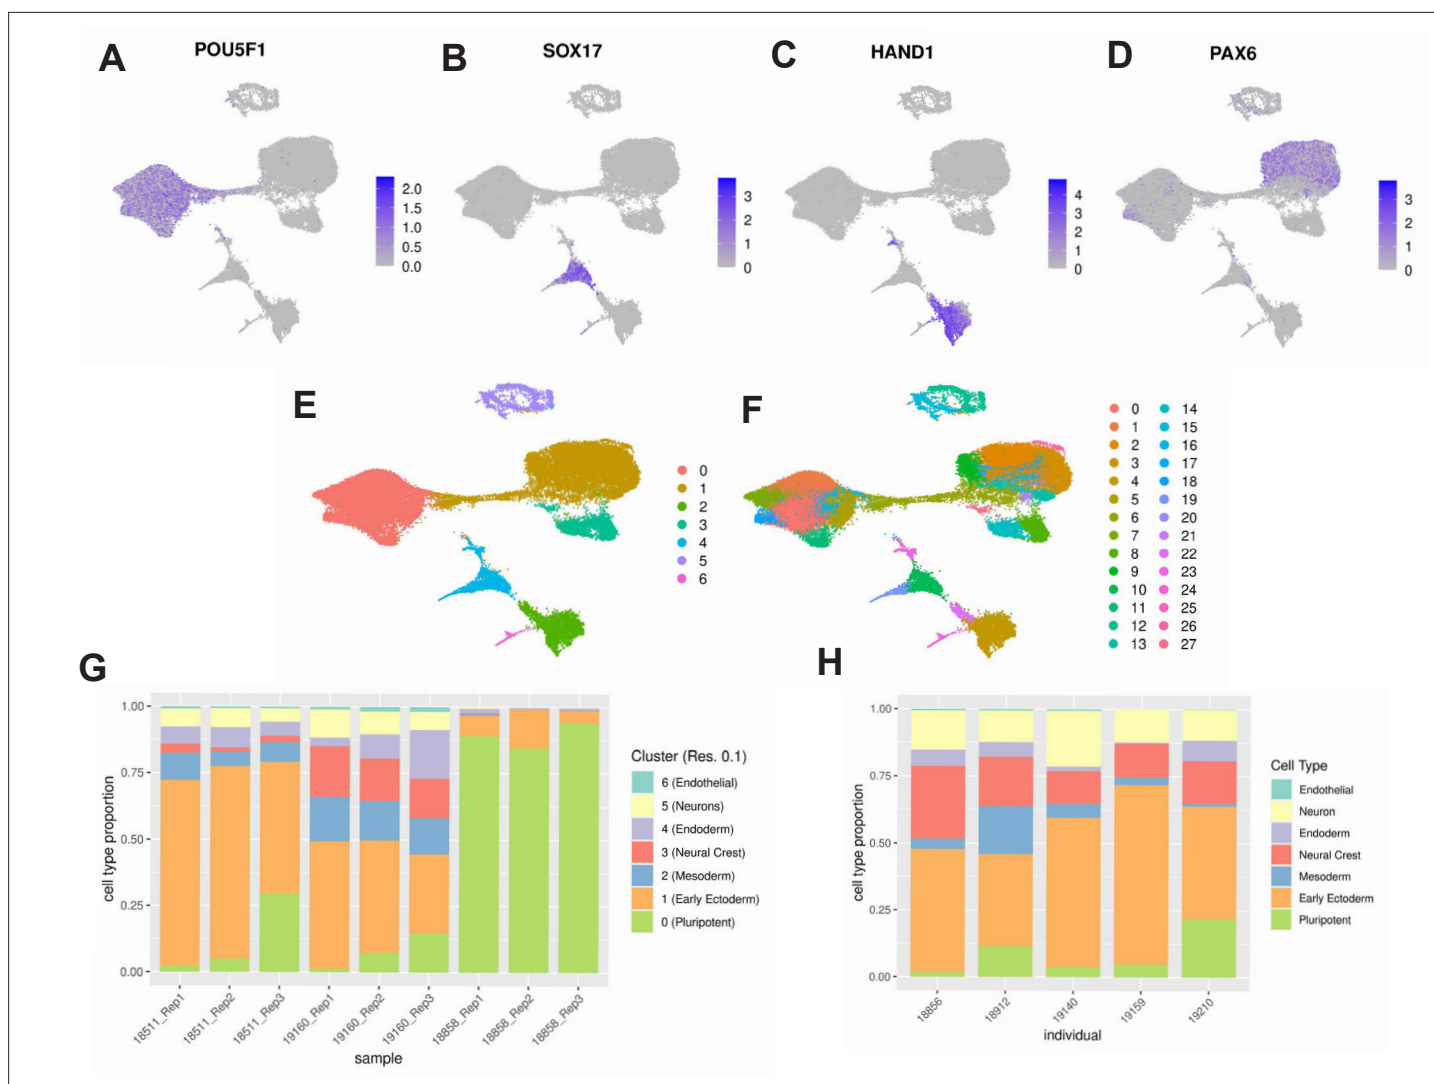 A
POU5F1
2.0
1.5
1.0
0.5
0.0
B
SOX17
3
2
1
0
C
HAND1
4
3
2
1
0
D
PAX6
3
2
1
0
E
0
1
2
3
4
5
6
F
0 14
1 15
2 16
3 17
4 18
5 19
6 20
7 21
8 22
9 23
10 24
11 25
12 26
13 27
G
cell type proportion
1.00
0.75
0.50
0.25
0.00
18511_Rep1
18511_Rep2
18511_Rep3
19160_Rep1
19160_Rep2
19160_Rep3
18858_Rep1
18858_Rep2
18858_Rep3
sample
Cluster (Res. 0.1)
6 (Endothelial)
5 (Neurons)
4 (Endoderm)
3 (Neural Crest)
2 (Mesoderm)
1 (Early Ectoderm)
0 (Pluripotent)
H
cell type proportion
1.00
0.75
0.50
0.25
0.00
18856
18912
19140
19159
19210
individual
Cell Type
Endothelial
Neuron
Endoderm
Neural Crest
Mesoderm
Early Ectoderm
Pluripotent